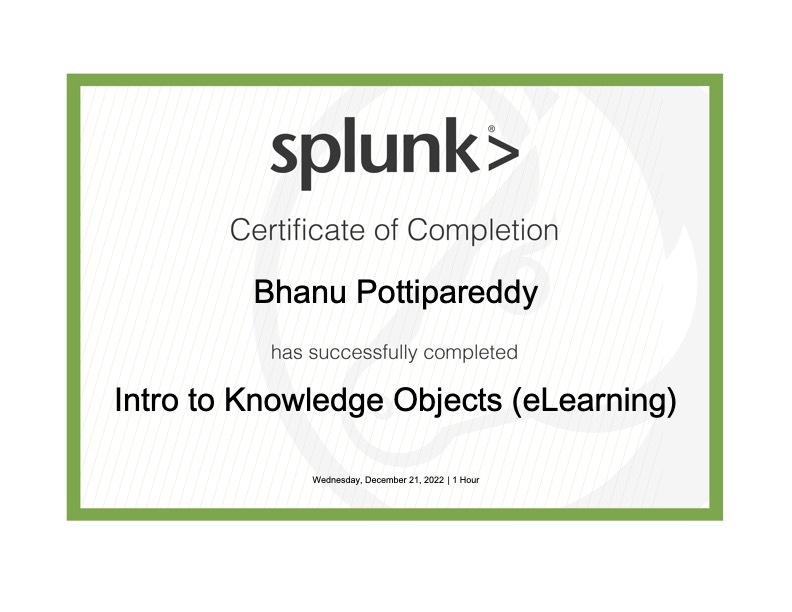 splunk>®
Certificate of Completion
Bhanu Pottipareddy
has successfully completed
Intro to Knowledge Objects (eLearning)
Wednesday, December 21, 2022 | 1 Hour